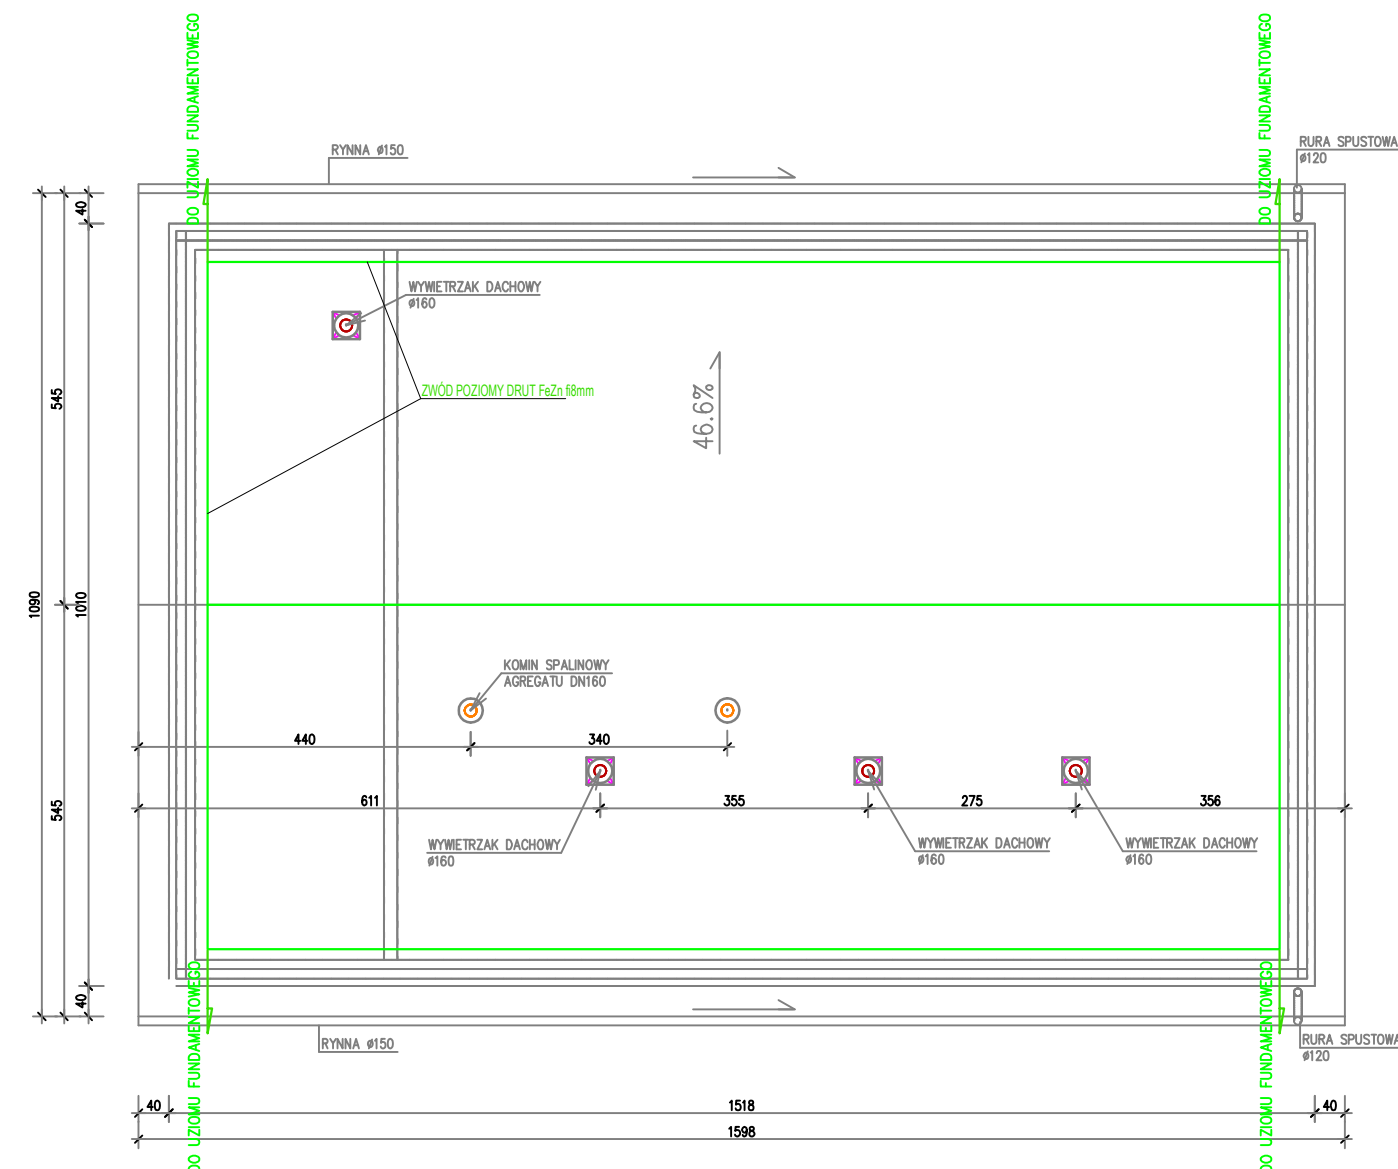 DO UZIOMU FUNDAMENTOWEGO
DO UZIOMU FUNDAMENTOWEGO
RYNNA ø150
RURA SPUSTOWA
ø120
40
WYWIETRZAK DACHOWY
ø160
545
ZWÓD POZIOMY DRUT FeZn fi8mm
46.6%
1090
1010
KOMIN SPALINOWY
AGREGATU DN160
440
340
611
355
275
356
545
WYWIETRZAK DACHOWY
ø160
WYWIETRZAK DACHOWY
ø160
WYWIETRZAK DACHOWY
ø160
40
RYNNA ø150
RURA SPUSTOWA
ø120
DO UZIOMU FUNDAMENTOWEGO
DO UZIOMU FUNDAMENTOWEGO
40
1518
40
1598